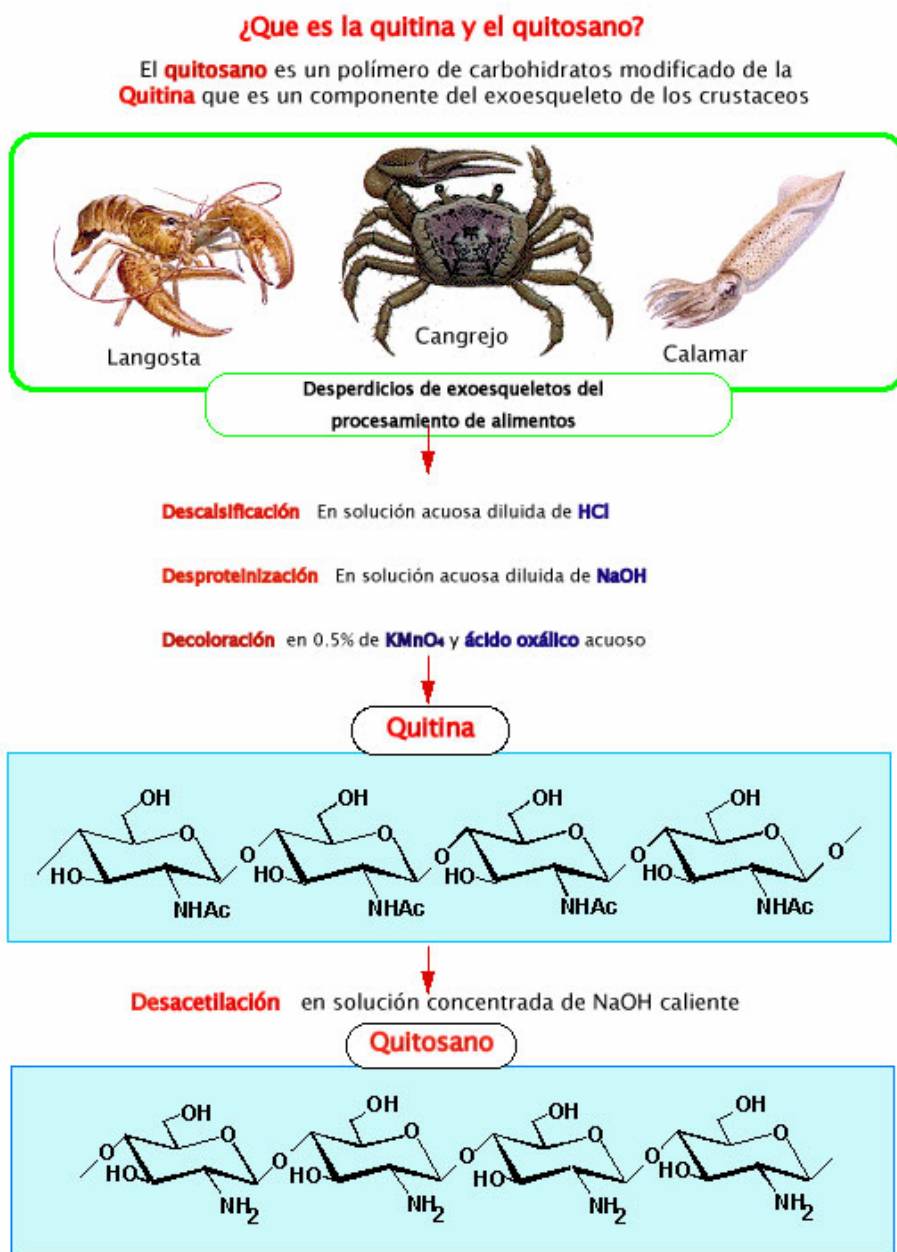 ¿Que es la quitina y el quitosano?
El quitosano es un polímero de carbohidratos modificado de la
Quitina que es un componente del exoesqueleto de los crustaceos
Langosta
Cangrejo
Calamar
Desperdicios de exoesqueletos del
procesamiento de alimentos
Descalsificación En solución acuosa diluida de HCl
Desproteinización En solución acuosa diluida de NaOH
Decoloración en 0.5% de KMnO₄ y ácido oxálico acuoso
Quitina
OH OH OH OH
O O O O
O O O O
HO HO HO HO
NHAc NHAc NHAc NHAc
Desacetilación en solución concentrada de NaOH caliente
Quitosano
OH OH OH OH
O O O O
O O O O
HO HO HO HO
NH₂ NH₂ NH₂ NH₂